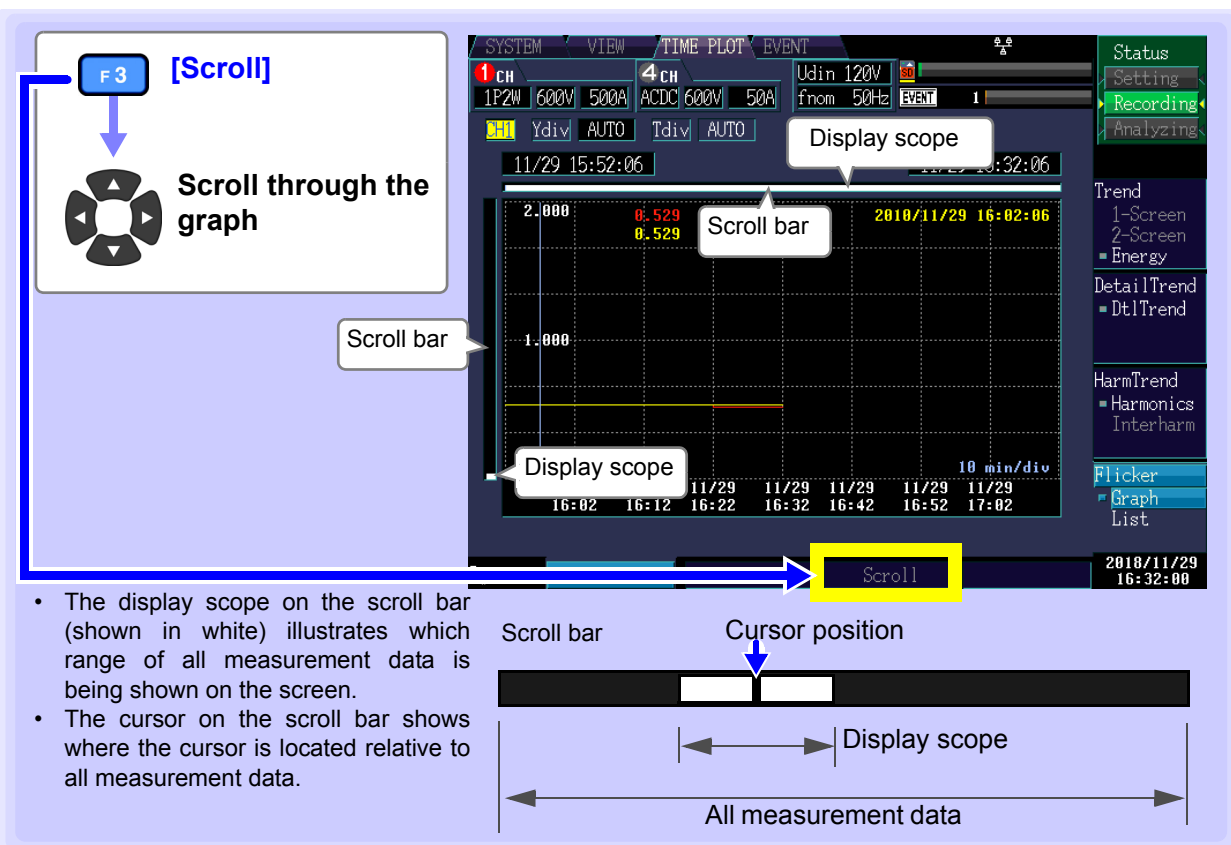 F 3
[Scroll]
Scroll through the
graph
SYSTEM VIEW TIME PLOT EVENT
1 CH 4 CH Udin 120V SD
1P2W 600V 500A ACDC 600V 50A fnom 50Hz EVENT 1
CH1 Ydiv AUTO Tdiv AUTO
Display scope
11/29 15:52:06
Scroll bar
2.000 0.529 2018/11/29 16:02:06
0.529
Scroll bar
1.000
Display scope
10 min/div
11/29 11/29 11/29 11/29 11/29
16:02 16:12 16:22 16:32 16:42 16:52 17:02
Scroll
Status
Setting
Recording
Analyzing
Trend
1-Screen
2-Screen
Energy
DetailTrend
DtlTrend
HarmTrend
Harmonics
Interharm
Flicker
Graph
List
2018/11/29
16:32:00
• The display scope on the scroll bar
(shown in white) illustrates which
range of all measurement data is
being shown on the screen.
• The cursor on the scroll bar shows
where the cursor is located relative to
all measurement data.
Scroll bar
Cursor position
Display scope
All measurement data